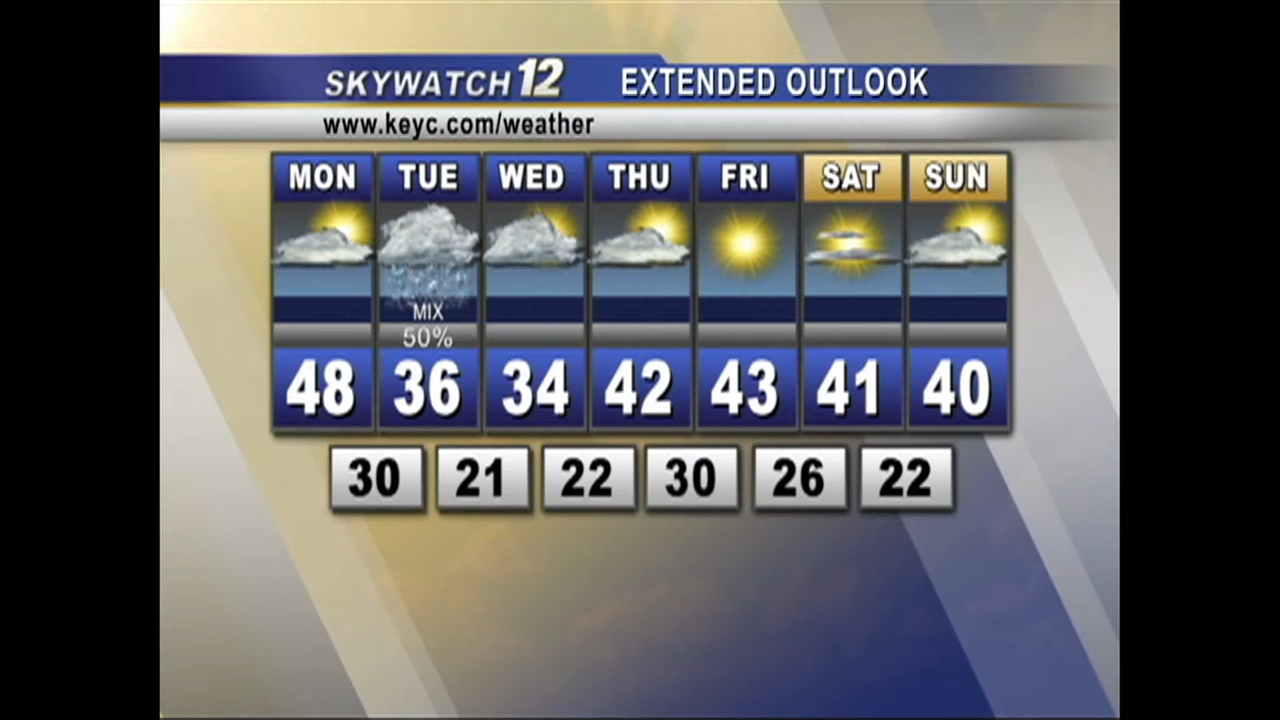 SKYWATCH 12 EXTENDED OUTLOOK
www.keyc.com/weather
MON TUE WED THU FRI SAT SUN
MIX
50%
48 36 34 42 43 41 40
30 21 22 30 26 22